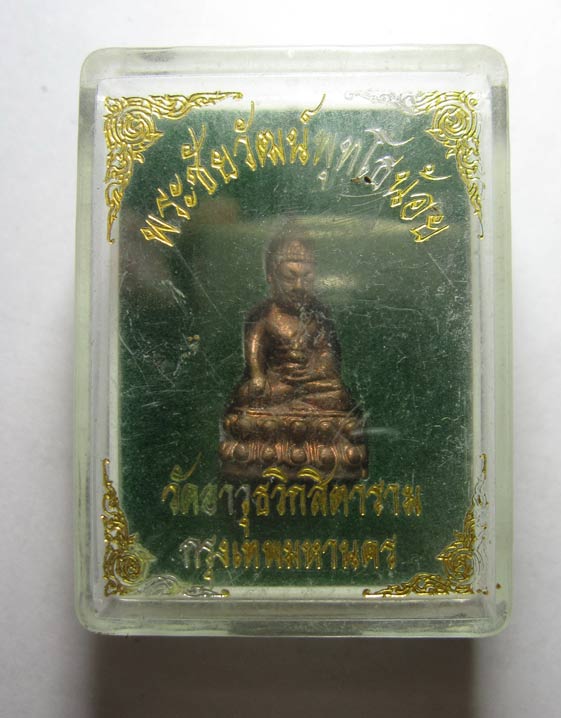 พระชัยวัฒน์พุทโธน้อย
วัดอาวุธวิกสิตาราม
กรุงเทพมหานคร